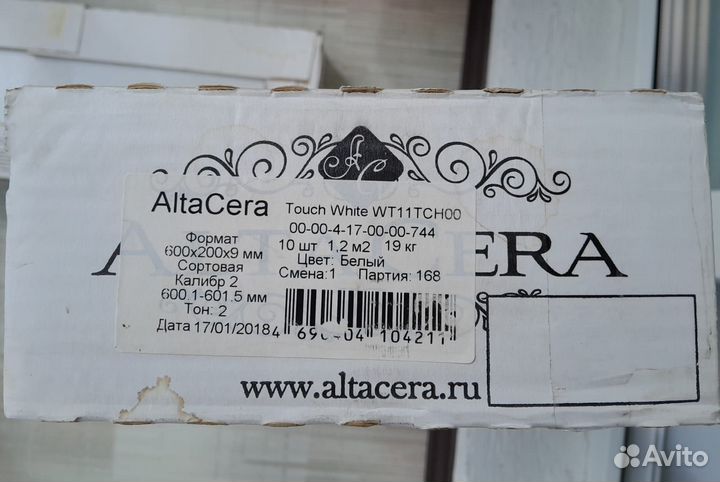 AltaCera
Touch White WT11TCH00
00-00-4-17-00-00-744
10 шт 1,2 м2 19 кг
Цвет: Белый
Смена:1 Партия: 168
Формат
600x200x9 мм
Сортовая
Калибр 2
600.1-601.5 мм
Тон: 2
Дата 17/01/2018
104211
ERA
www.altacera.ru
Avito